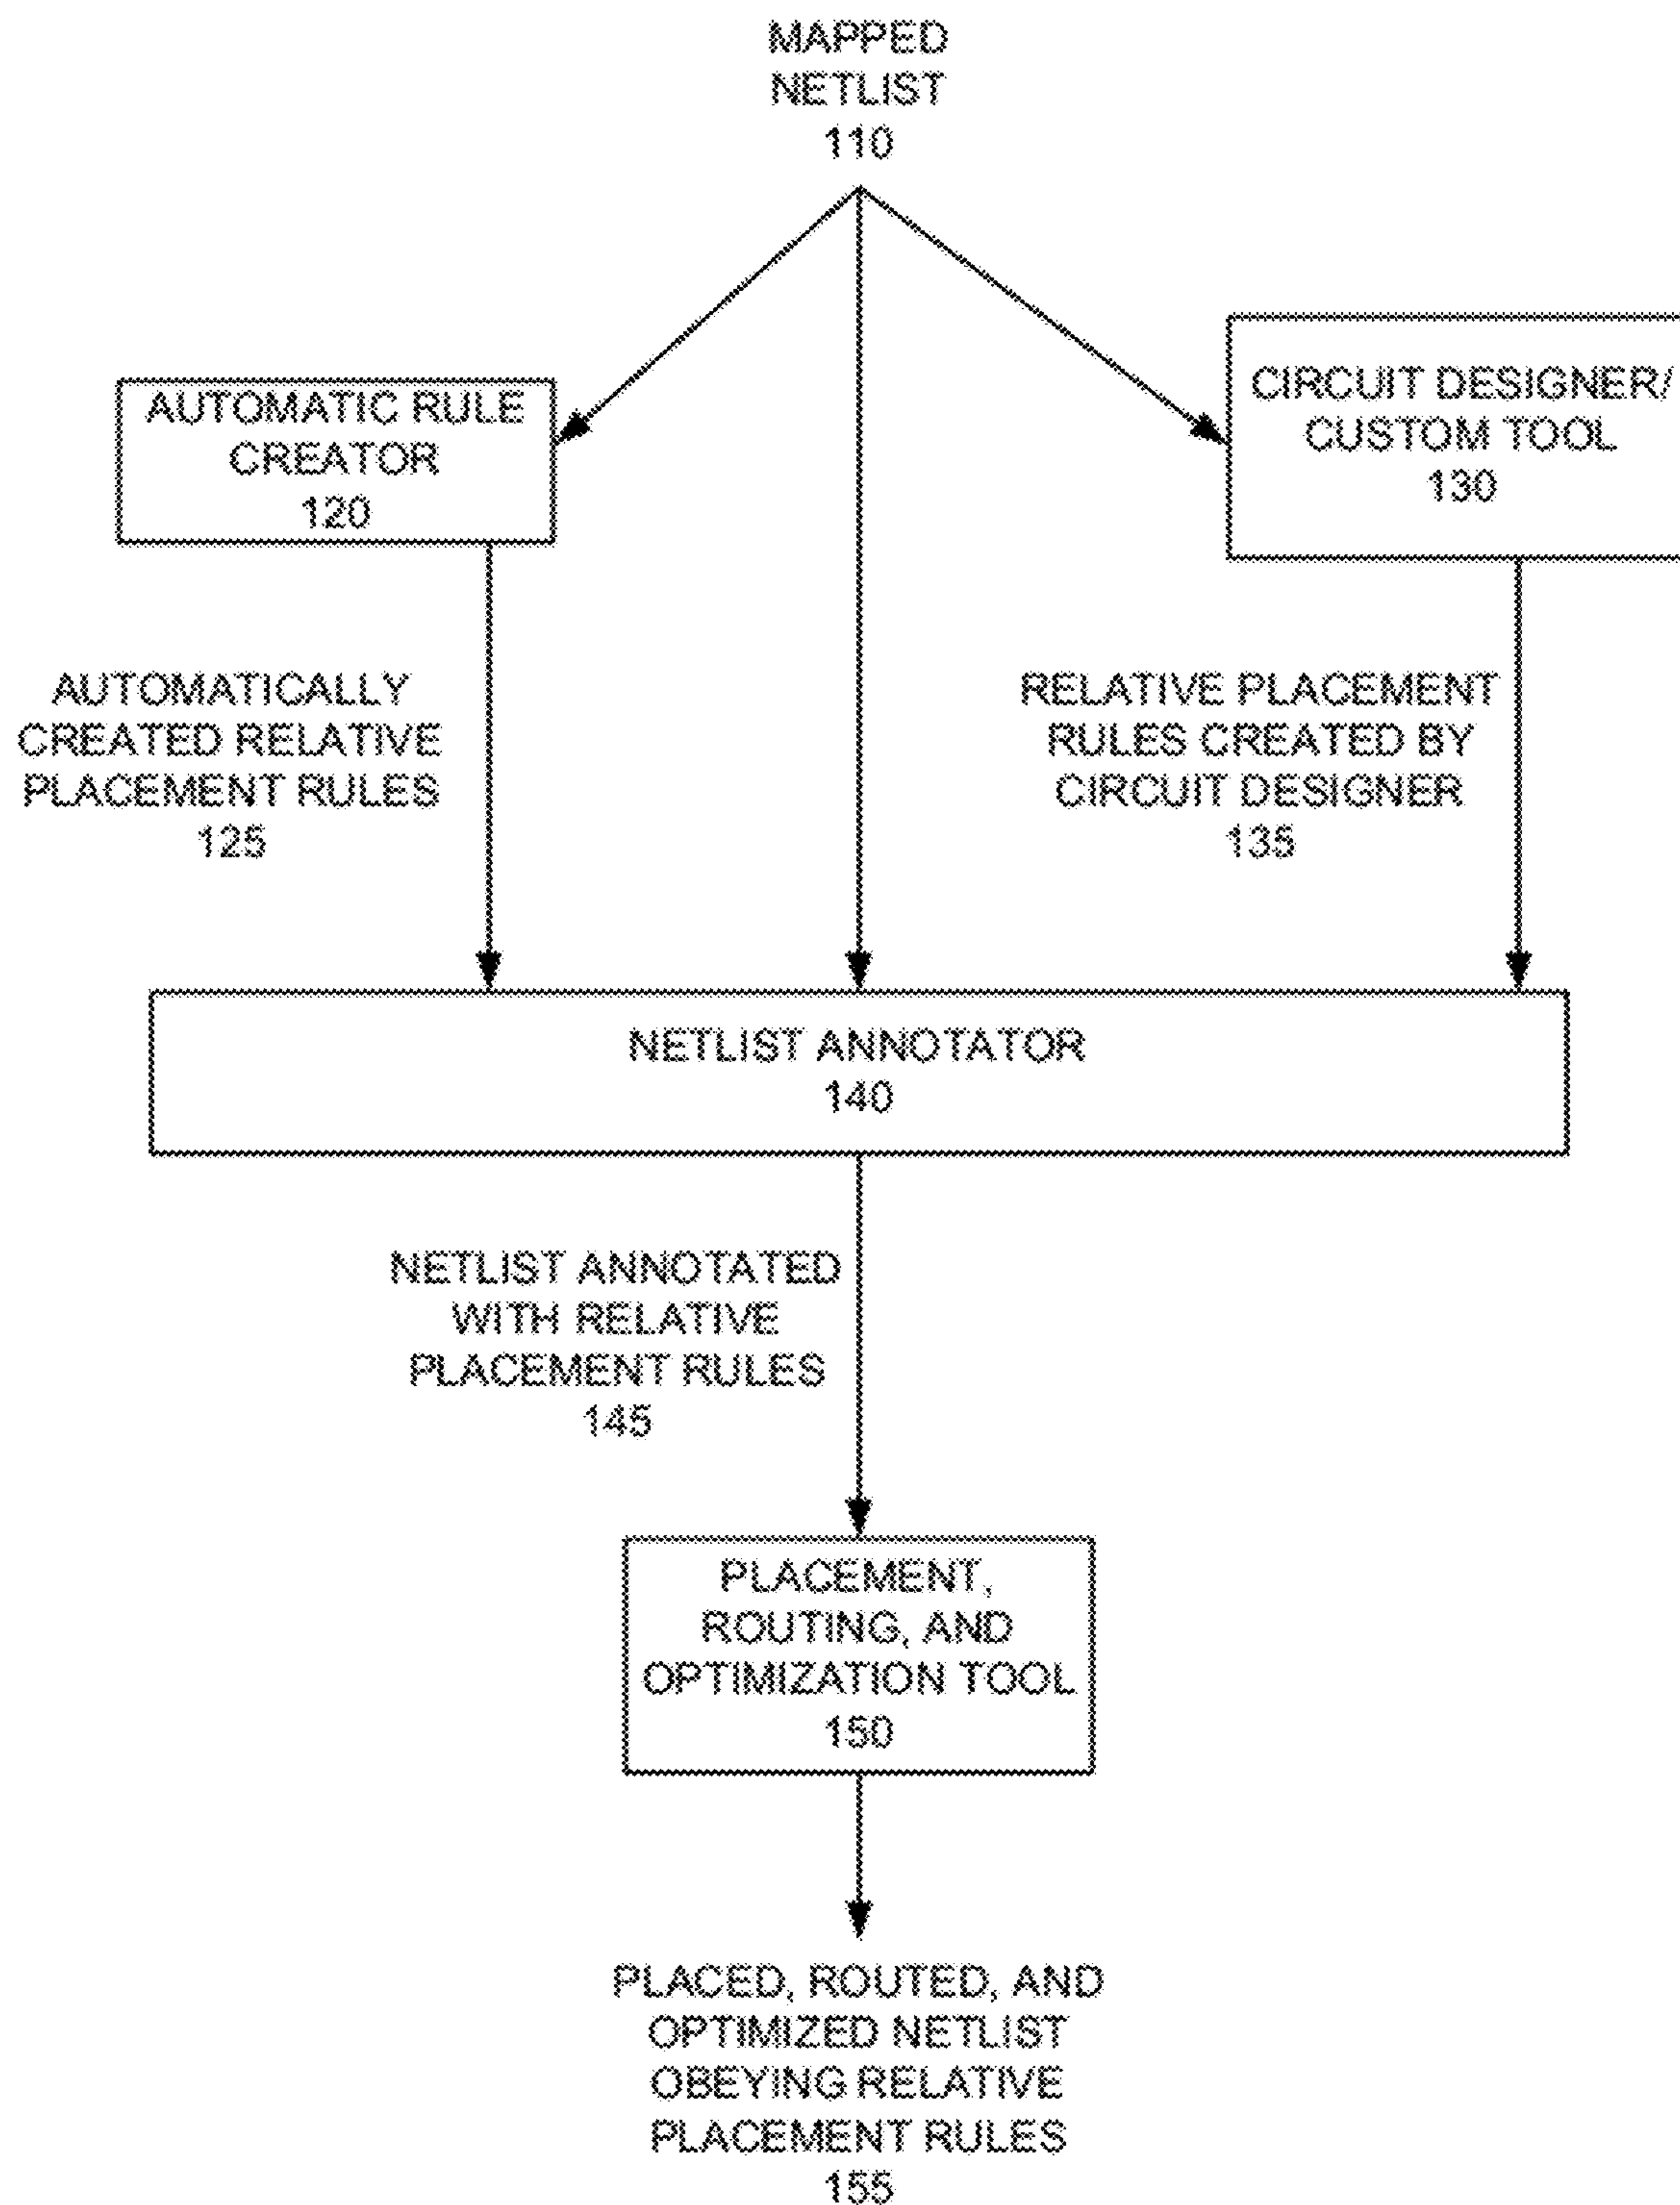 MAPPED
NETLIST
110
AUTOMATIC RULE
CREATOR
120
CIRCUIT DESIGNER/
CUSTOM TOOL
130
AUTOMATICALLY
CREATED RELATIVE
PLACEMENT RULES
125
RELATIVE PLACEMENT
RULES CREATED BY
CIRCUIT DESIGNER
135
NETLIST ANNOTATOR
140
NETLIST ANNOTATED
WITH RELATIVE
PLACEMENT RULES
145
PLACEMENT,
ROUTING, AND
OPTIMIZATION TOOL
150
PLACED, ROUTED, AND
OPTIMIZED NETLIST
OBEYING RELATIVE
PLACEMENT RULES
155